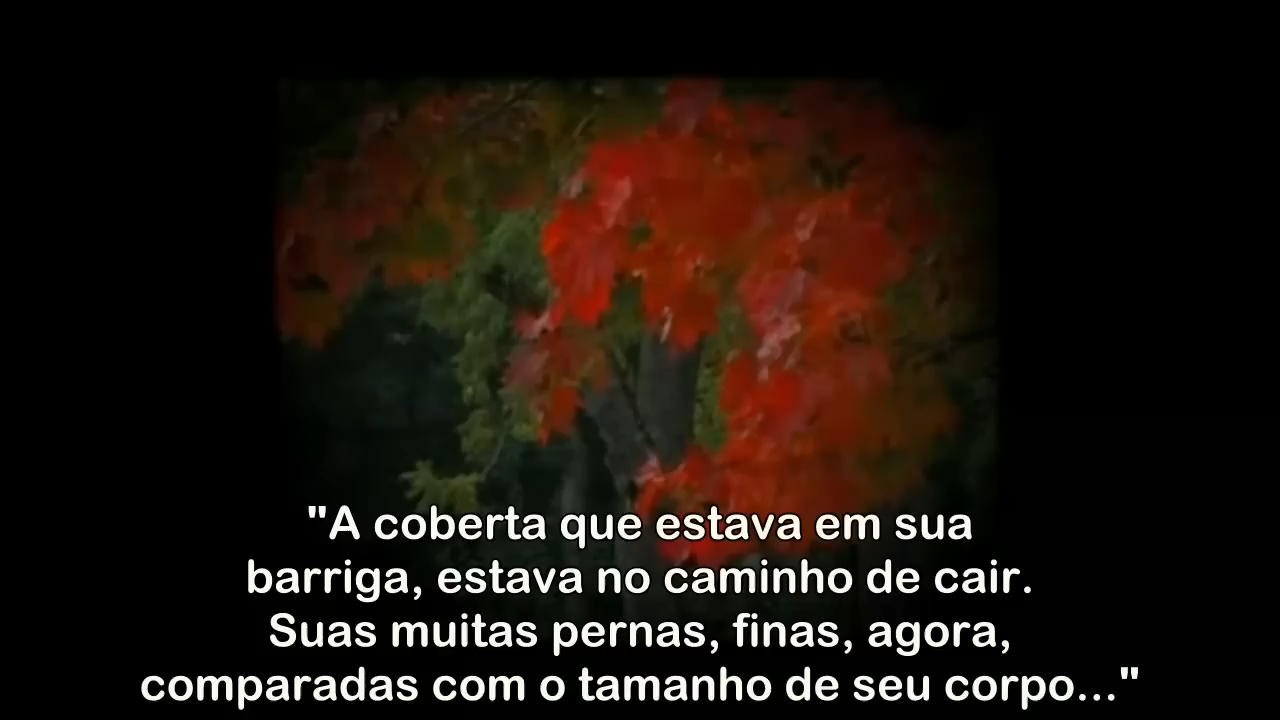 "A coberta que estava em sua
barriga, estava no caminho de cair.
Suas muitas pernas, finas, agora,
comparadas com o tamanho de seu corpo..."